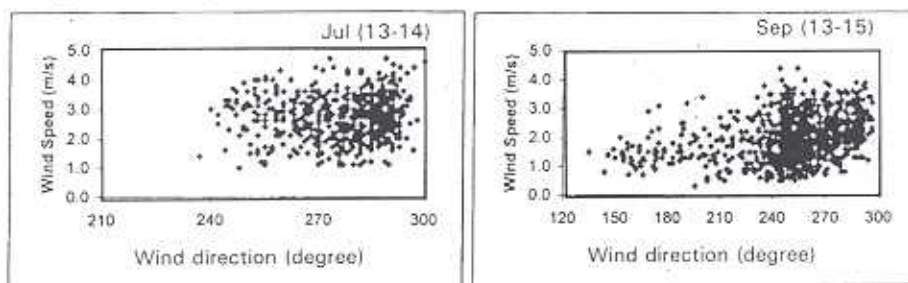 Jul (13-14)
Wind Speed (m/s)
5.0
4.0
3.0
2.0
1.0
0.0
210 240 270 300
Wind direction (degree)
Sep (13-15)
Wind Speed (m/s)
5.0
4.0
3.0
2.0
1.0
0.0
120 150 180 210 240 270 300
Wind direction (degree)